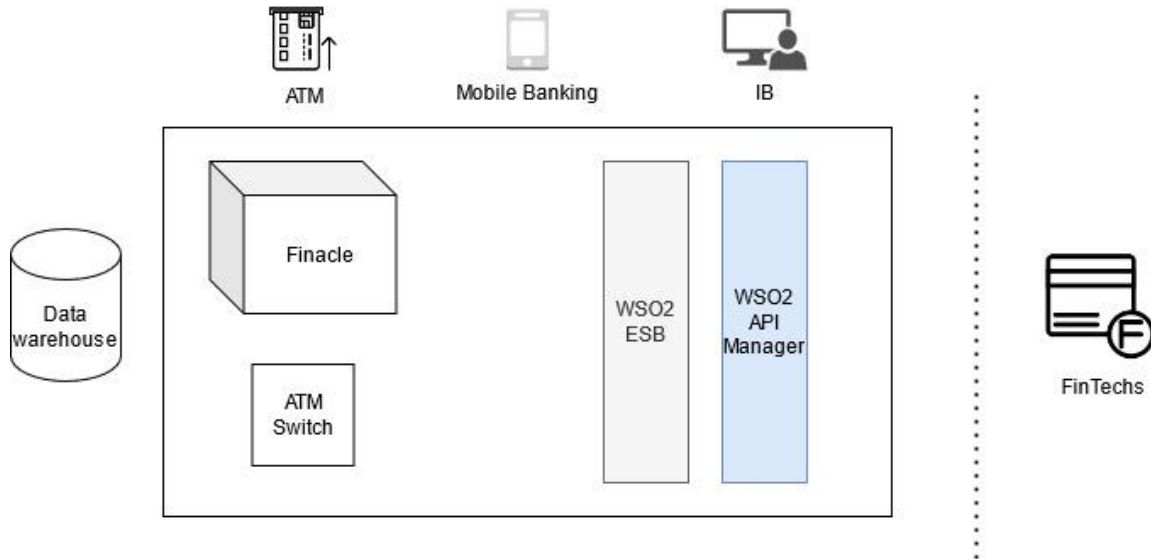 ATM
Mobile Banking
IB
Finacle
Data
warehouse
ATM
Switch
WSO2
ESB
WSO2
API
Manager
F
FinTechs